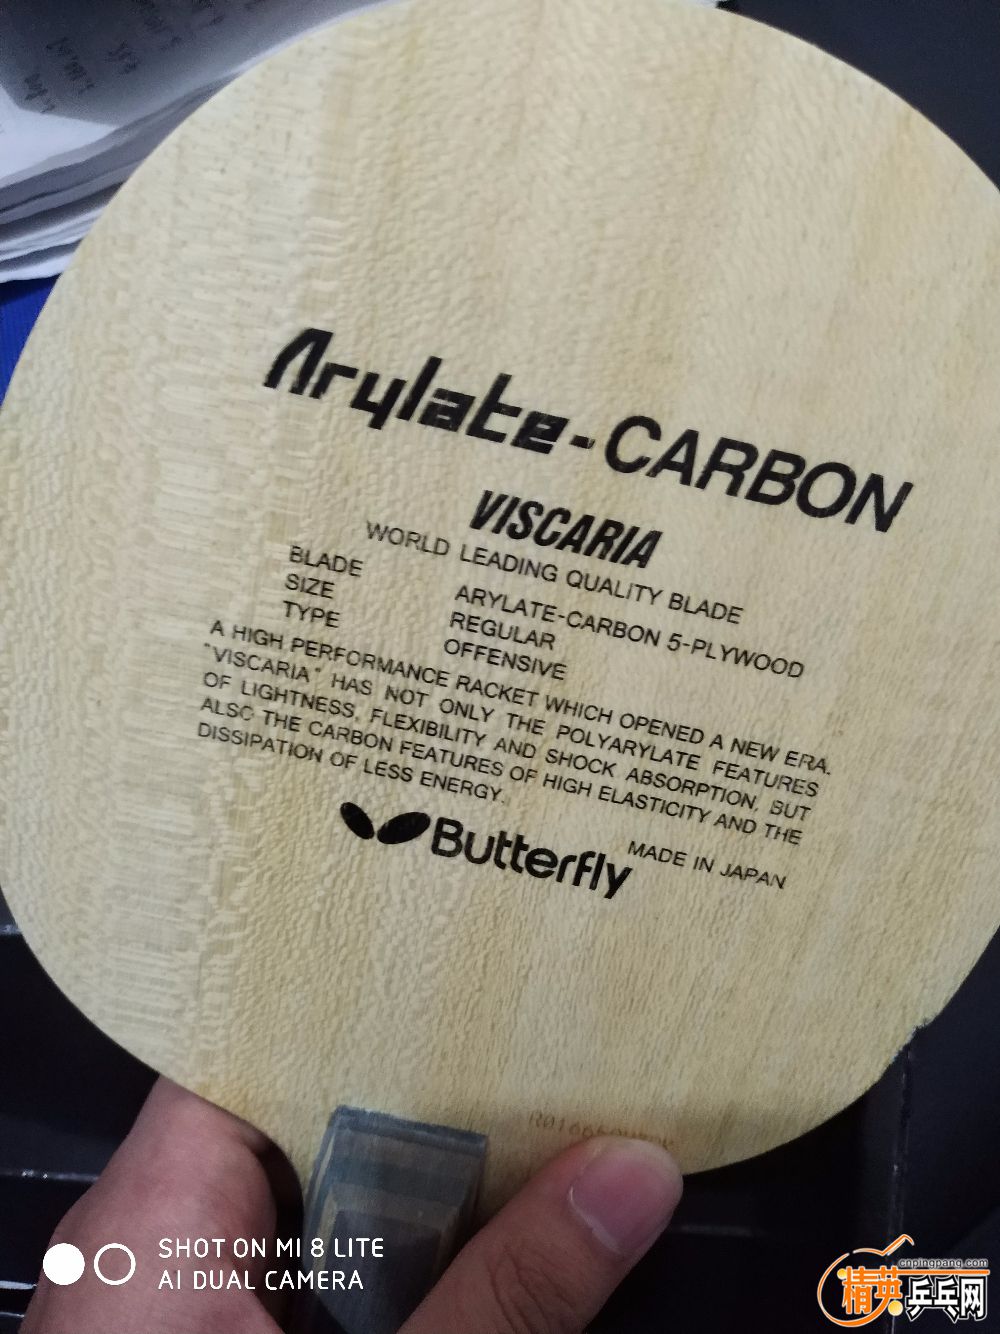 Arylate-CARBON
VISCARIA
WORLD LEADING QUALITY BLADE
BLADE ARYLATE-CARBON 5-PLYWOOD
SIZE REGULAR
TYPE OFFENSIVE
A HIGH PERFORMANCE RACKET WHICH OPENED A NEW ERA.
"VISCARIA" HAS NOT ONLY THE POLYARYLATE FEATURES
OF LIGHTNESS, FLEXIBILITY AND SHOCK ABSORPTION, BUT
ALSO THE CARBON FEATURES OF HIGH ELASTICITY AND THE
DISSIPATION OF LESS ENERGY.
Butterfly MADE IN JAPAN
SHOT ON MI 8 LITE
AI DUAL CAMERA
cnpingpang.com
精英乒乓网